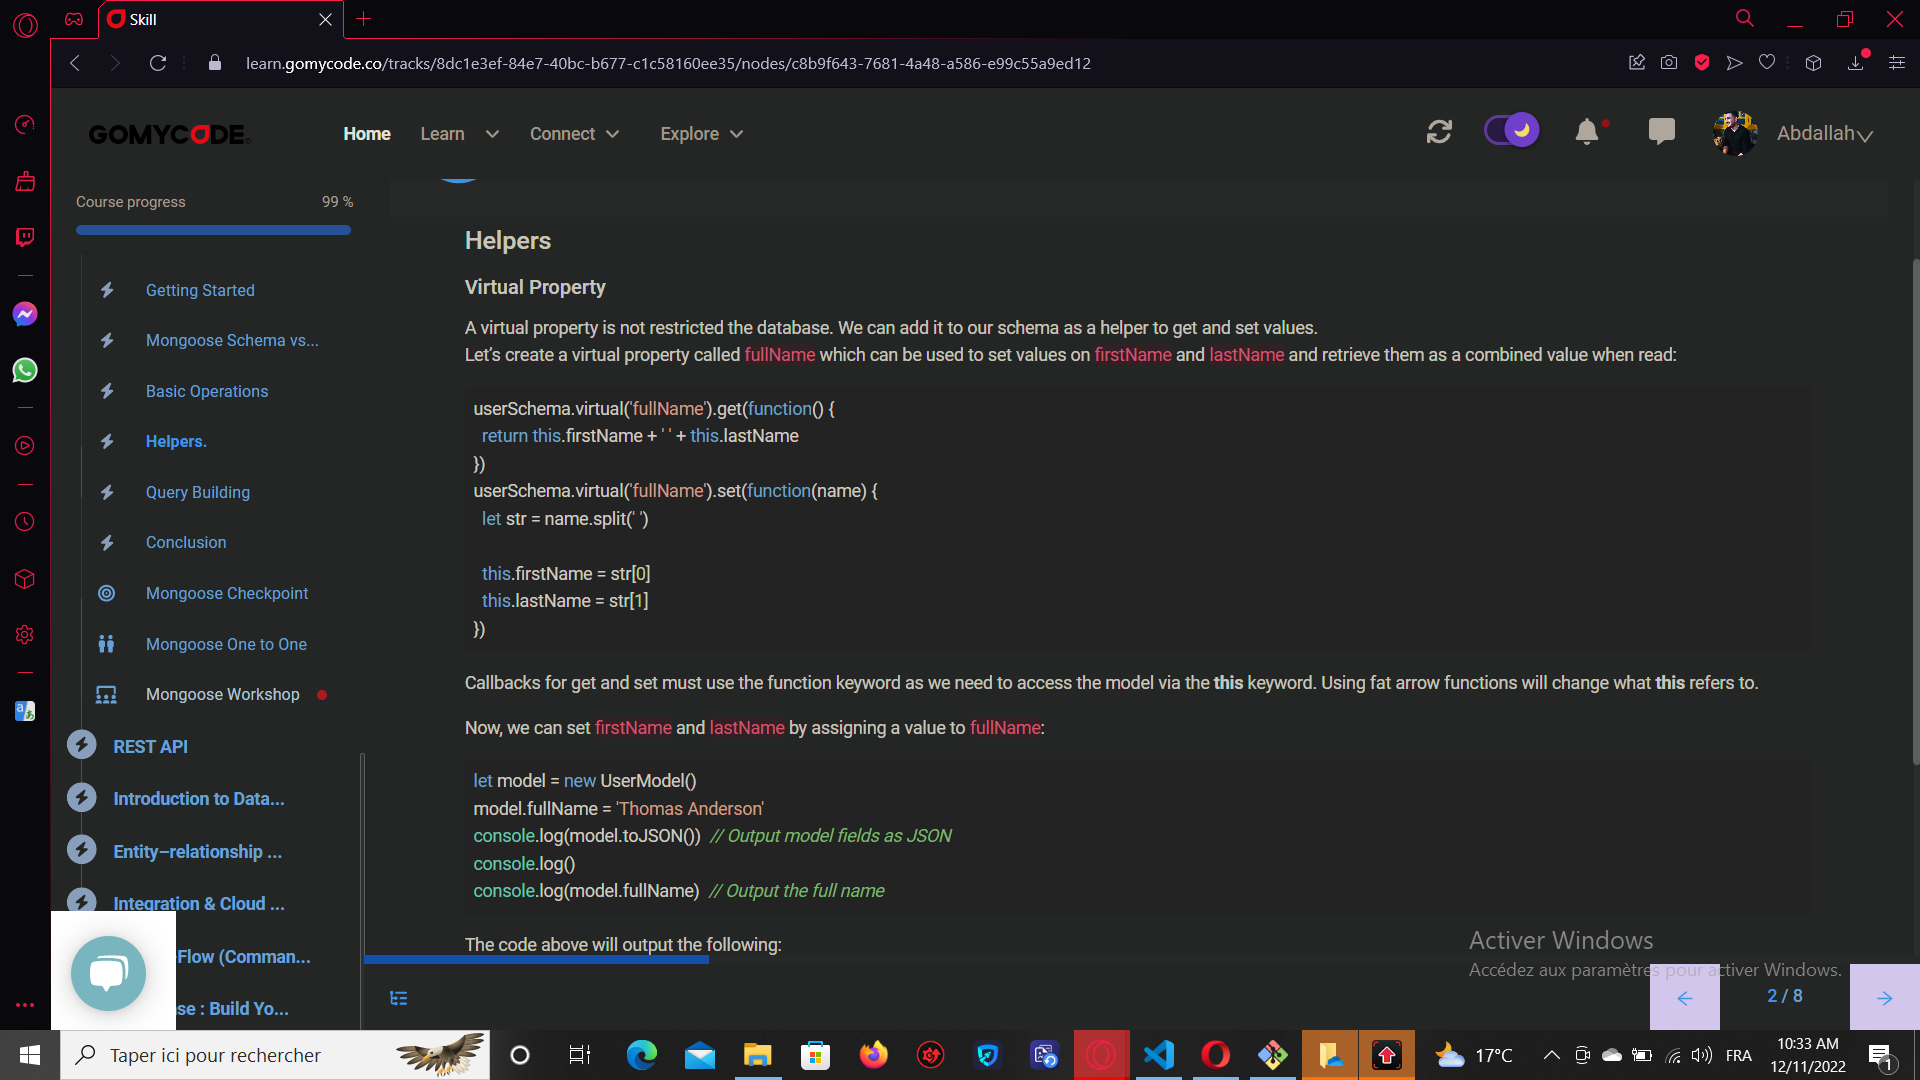 Skill
learn.gomycode.co/tracks/8dc1e3ef-84e7-40bc-b677-c1c58160ee35/nodes/c8b9f643-7681-4a48-a586-e99c55a9ed12
GOMYCODE
Home Learn Connect Explore
Abdallah
Course progress 99 %
Getting Started
Mongoose Schema vs...
Basic Operations
Helpers.
Query Building
Conclusion
Mongoose Checkpoint
Mongoose One to One
Mongoose Workshop
REST API
Introduction to Data...
Entity–relationship ...
Integration & Cloud ...
-Flow (Comman...
se : Build Yo...
Helpers
Virtual Property
A virtual property is not restricted the database. We can add it to our schema as a helper to get and set values.
Let’s create a virtual property called fullName which can be used to set values on firstName and lastName and retrieve them as a combined value when read:
userSchema.virtual('fullName').get(function() {
return this.firstName + ' ' + this.lastName
})
userSchema.virtual('fullName').set(function(name) {
let str = name.split(' ')
this.firstName = str[0]
this.lastName = str[1]
})
Callbacks for get and set must use the function keyword as we need to access the model via the this keyword. Using fat arrow functions will change what this refers to.
Now, we can set firstName and lastName by assigning a value to fullName:
let model = new UserModel()
model.fullName = 'Thomas Anderson'
console.log(model.toJSON()) // Output model fields as JSON
console.log()
console.log(model.fullName) // Output the full name
The code above will output the following:
Activer Windows
Accédez aux paramètres pour activer Windows.
2 / 8
Taper ici pour rechercher
17°C
FRA
10:33 AM
12/11/2022
1